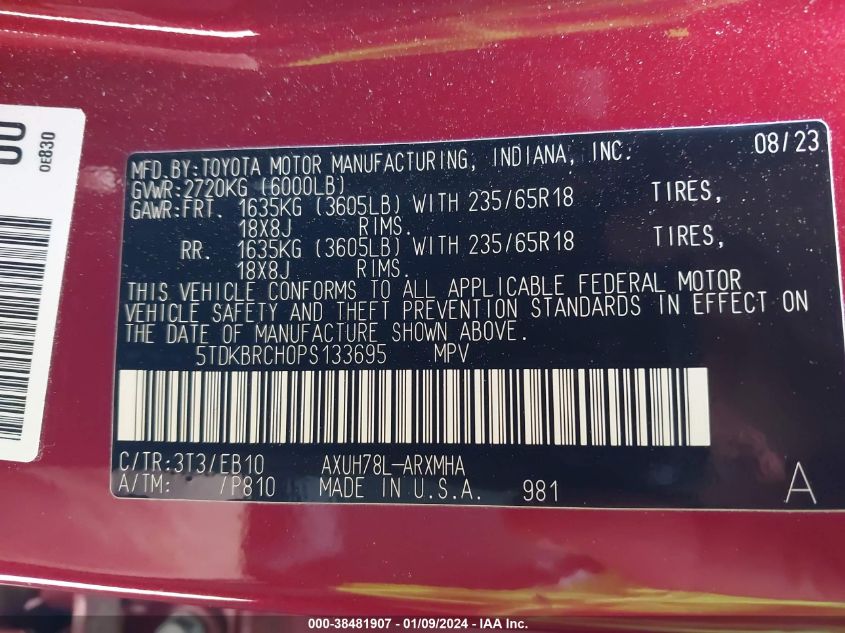 00
0E830
MFD.BY:TOYOTA MOTOR MANUFACTURING, INDIANA, INC. 08/23
GVWR:2720KG (6000LB)
GAWR:FRT. 1635KG (3605LB) WITH 235/65R18 TIRES,
18X8J RIMS.
RR. 1635KG (3605LB) WITH 235/65R18 TIRES,
18X8J RIMS.
THIS VEHICLE CONFORMS TO ALL APPLICABLE FEDERAL MOTOR
VEHICLE SAFETY AND THEFT PREVENTION STANDARDS IN EFFECT ON
THE DATE OF MANUFACTURE SHOWN ABOVE.
5TDKBRCH0PS133695 MPV
C/TR:3T3/EB10 AXUH78L-ARXMHA
A/TM: /P810 MADE IN U.S.A. 981 A
000-38481907 - 01/09/2024 - IAA Inc.